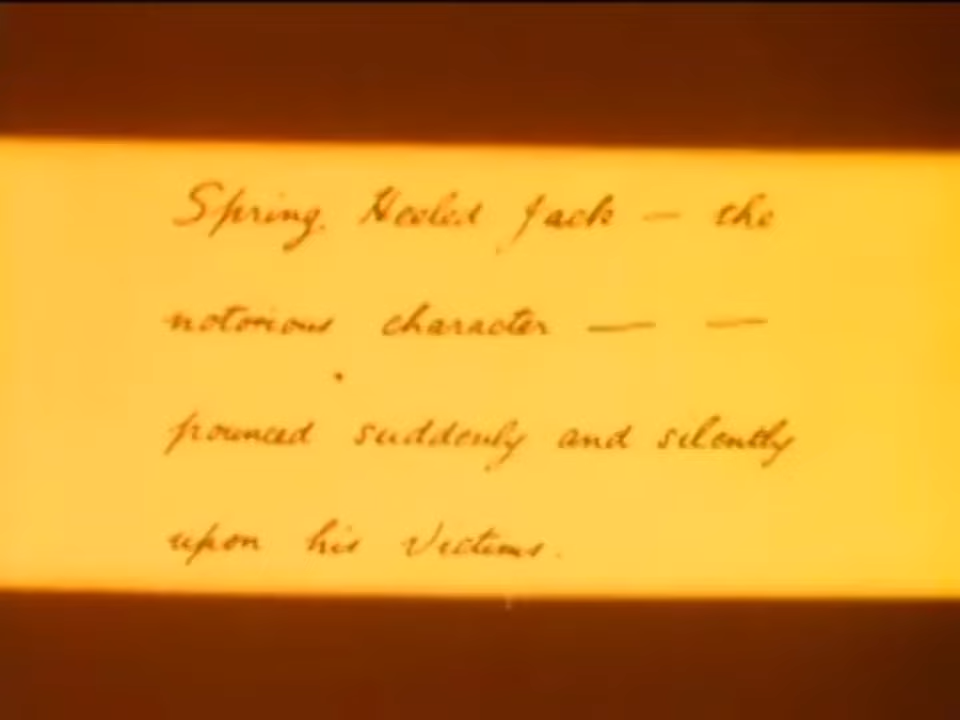 Spring Heeled Jack — the
notorious character — —
pounced suddenly and silently
upon his Victims.